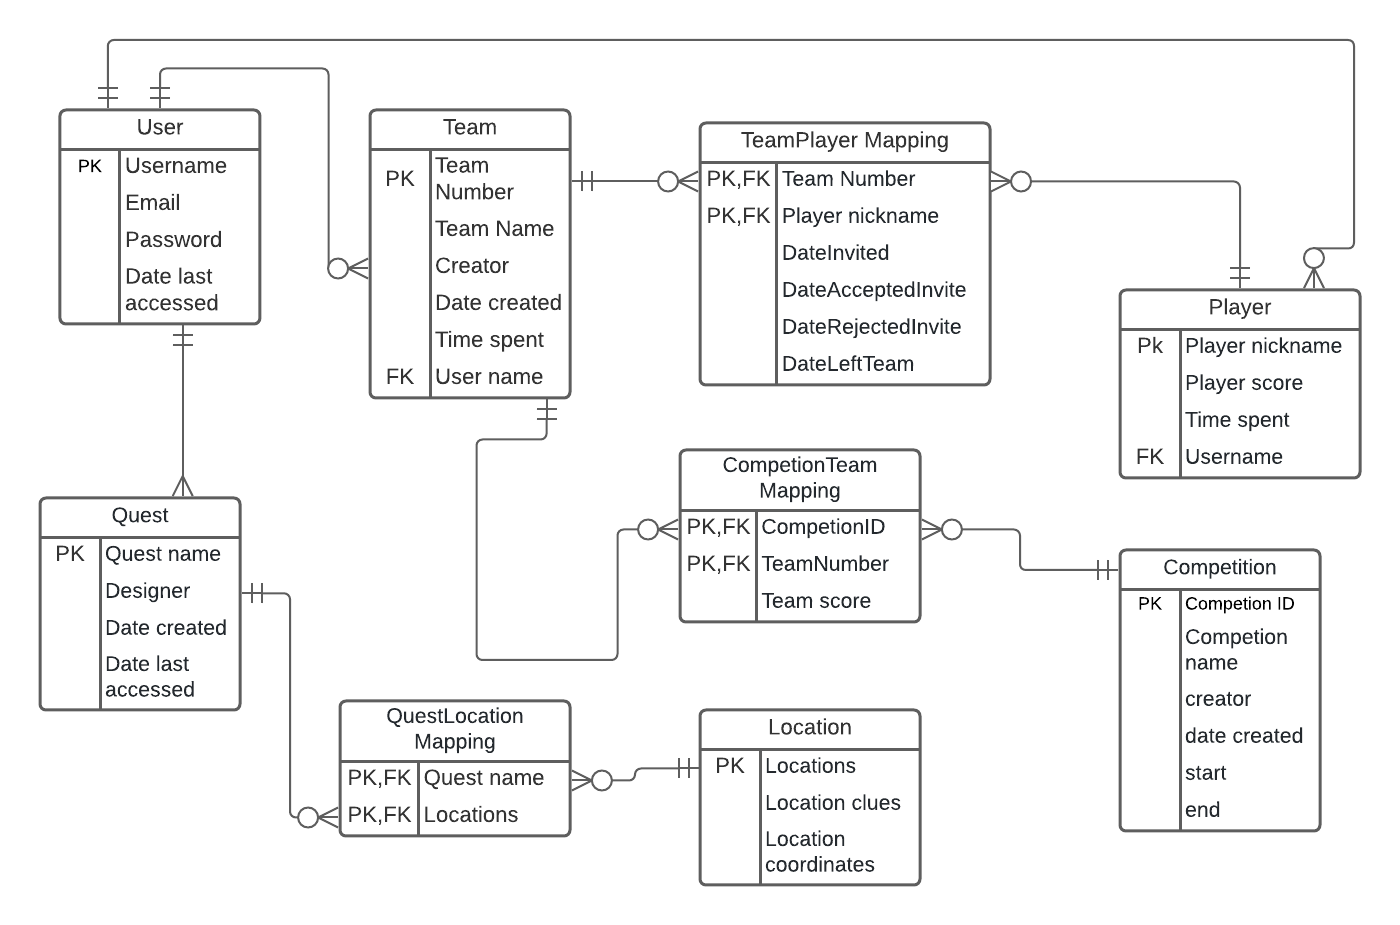 User
PK Username
Email
Password
Date last
accessed
Team
PK Team
Number
Team Name
Creator
Date created
Time spent
FK User name
TeamPlayer Mapping
PK,FK Team Number
PK,FK Player nickname
DateInvited
DateAcceptedInvite
DateRejectedInvite
DateLeftTeam
Player
Pk Player nickname
Player score
Time spent
FK Username
Quest
PK Quest name
Designer
Date created
Date last
accessed
CompetionTeam
Mapping
PK,FK CompetionID
PK,FK TeamNumber
Team score
Competition
PK Competion ID
Competion
name
creator
date created
start
end
QuestLocation
Mapping
PK,FK Quest name
PK,FK Locations
Location
PK Locations
Location clues
Location
coordinates